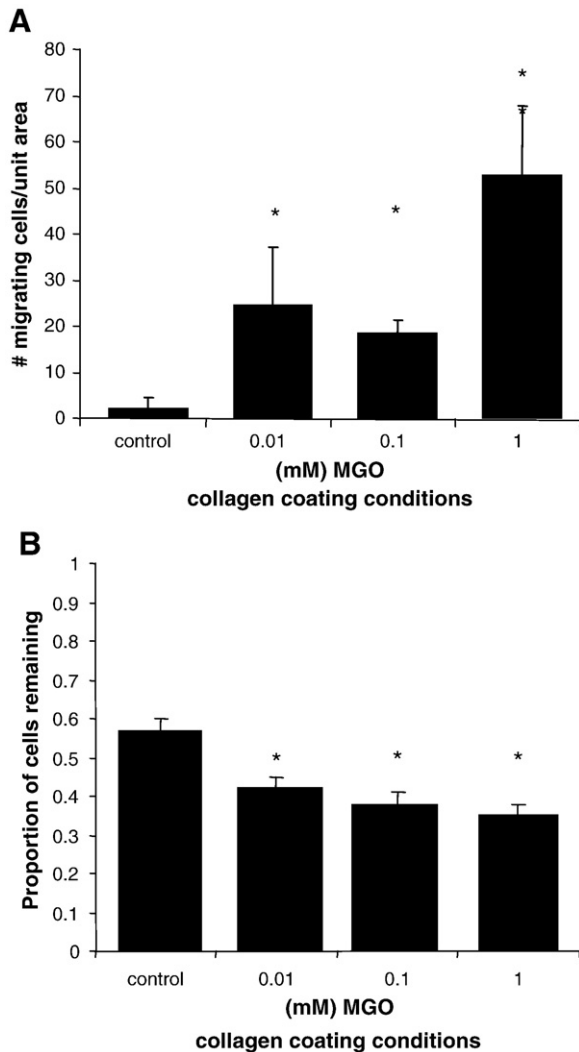 A
80
70
60
50
40
30
20
10
0
# migrating cells/unit area
*
*
*
*
control 0.01 0.1 1
(mM) MGO
collagen coating conditions
B
1
0.9
0.8
0.7
0.6
0.5
0.4
0.3
0.2
0.1
0
Proportion of cells remaining
* * *
control 0.01 0.1 1
(mM) MGO
collagen coating conditions